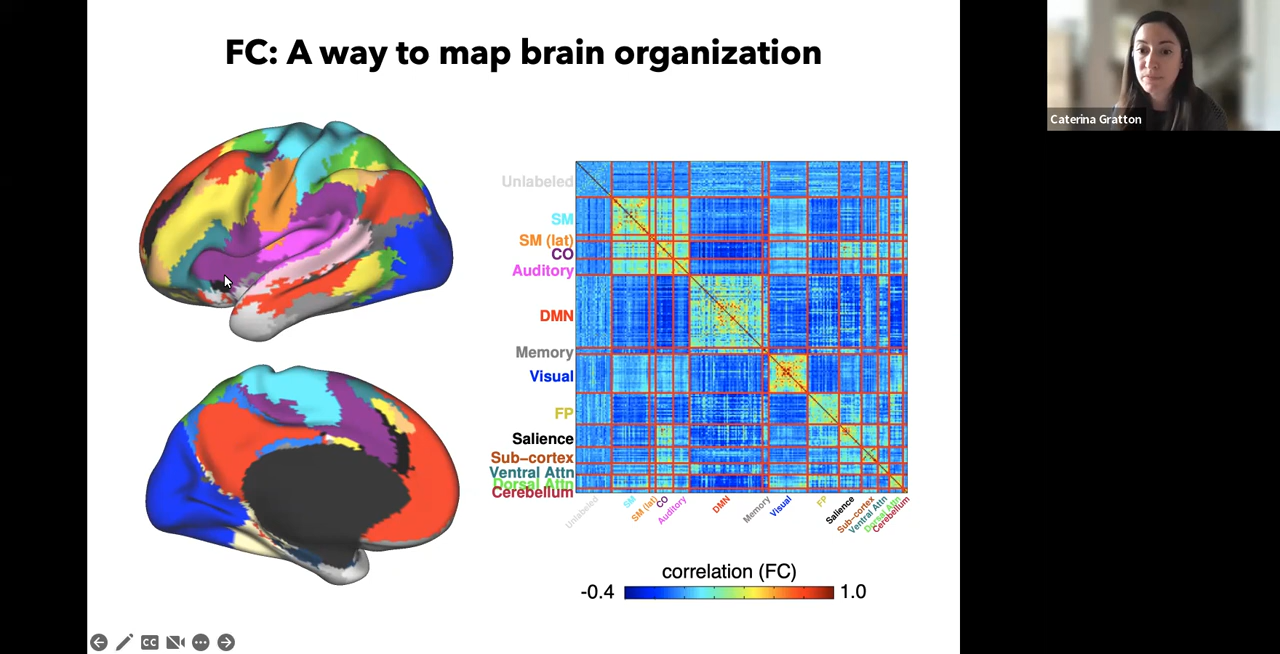 FC: A way to map brain organization
Caterina Gratton
Unlabeled
SM
SM (lat)
CO
Auditory
DMN
Memory
Visual
FP
Salience
Sub-cortex
Ventral Attn
Dorsal Attn
Cerebellum
Unlabeled
SM
SM (lat)
CO
Auditory
DMN
Memory
Visual
FP
Salience
Sub-cortex
Ventral Attn
Dorsal Attn
Cerebellum
correlation (FC)
-0.4
1.0
CC